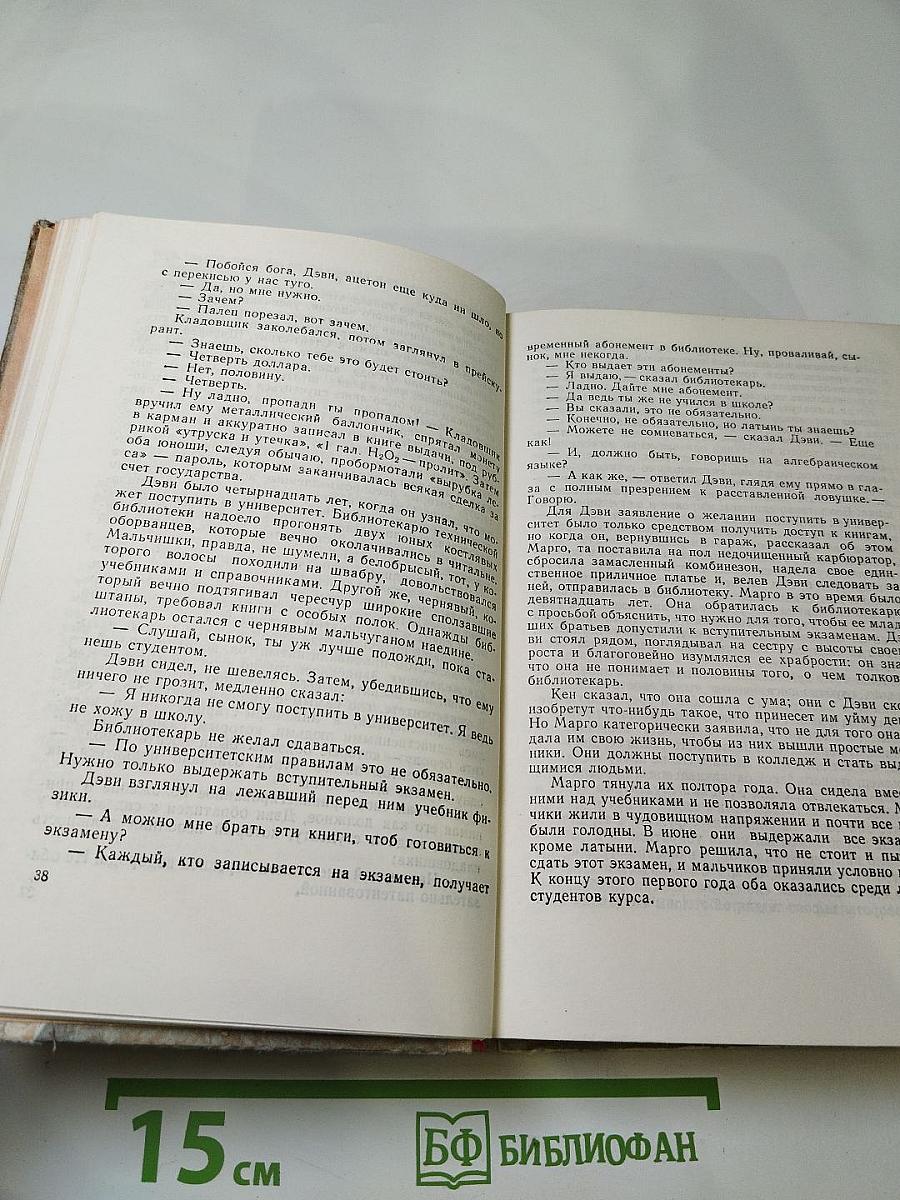 — Побойся бога, Дэви, ацетон еще куда ни шло, но
с перекисью у нас туго.
— Да, но мне нужно.
— Зачем?
— Палец порезал, вот зачем.
Кладовщик заколебался, потом заглянул в прейску-
рант.
— Знаешь, сколько тебе это будет стоить?
— Четверть доллара.
— Нет, половину.
— Четверть.
— Ну ладно, пропади ты пропадом! — Кладовщик
вручил ему металлический баллончик, спрятал монету
в карман и аккуратно записал в книге выдачи, под руб-
рикой «утруска и утечка», «1 гал. H₂O₂ — пролит». Затем
оба юноши, следуя обычаю, пробормотали «вырубка ле-
са» — пароль, которым заканчивалась всякая сделка за
счет государства.
Дэви было четырнадцать лет, когда он узнал, что мо-
жет поступить в университет. Библиотекарю технической
библиотеки надоело прогонять двух юных костлявых
оборванцев, которые вечно околачивались в читальне.
Мальчишки, правда, не шумели, а белобрысый, тот, у ко-
торого волосы походили на швабру, довольствовался
учебниками и справочниками. Другой же, чернявый, ко-
торый вечно подтягивал чересчур широкие сползавшие
штаны, требовал книги с особых полок. Однажды биб-
лиотекарь остался с чернявым мальчуганом наедине.
— Слушай, сынок, ты уж лучше подожди, пока ста-
нешь студентом.
Дэви сидел, не шевелясь. Затем, убедившись, что ему
ничего не грозит, медленно сказал:
— Я никогда не смогу поступить в университет. Я ведь
не хожу в школу.
Библиотекарь не желал сдаваться.
— По университетским правилам это не обязательно.
Нужно только выдержать вступительный экзамен.
Дэви взглянул на лежавший перед ним учебник фи-
зики.
— А можно мне брать эти книги, чтоб готовиться к
экзамену?
— Каждый, кто записывается на экзамен, получает
38
временный абонемент в библиотеке. Ну, проваливай, сы-
нок, мне некогда.
— Кто выдает эти абонементы?
— Я выдаю, — сказал библиотекарь.
— Ладно. Дайте мне абонемент.
— Да ведь ты же не учился в школе?
— Вы сказали, это не обязательно.
— Конечно, не обязательно, но латынь ты знаешь?
— Можете не сомневаться, — сказал Дэви. — Еще
как!
— И, должно быть, говоришь на алгебраическом
языке?
— А как же, — ответил Дэви, глядя ему прямо в гла-
за с полным презрением к расставленной ловушке. —
Говорю.
Для Дэви заявление о желании поступить в универ-
ситет было только средством получить доступ к книгам,
но когда он, вернувшись в гараж, рассказал об этом
Марго, та поставила на пол недочищенный карбюратор,
сбросила замасленный комбинезон, надела свое един-
ственное приличное платье и, велев Дэви следовать за
ней, отправилась в библиотеку. Марго в это время было
девятнадцать лет. Она обратилась к библиотекарю
с просьбой объяснить, что нужно для того, чтобы ее млад-
ших братьев допустили к вступительным экзаменам. Дэ-
ви стоял рядом, поглядывал на сестру с высоты своего
роста и благоговейно изумлялся ее храбрости: он зна
что она не понимает и половины того, о чем толков
библиотекарь.
Кен сказал, что она сошла с ума; они с Дэви ско
изобретут что-нибудь такое, что принесет им уйму де
Но Марго категорически заявила, что не для того она
дала им свою жизнь, чтобы из них вышли простые ме
ники. Они должны поступить в колледж и стать выд
щимися людьми.
Марго тянула их полтора года. Она сидела вмес
ними над учебниками и не позволяла отвлекаться. М
чики жили в чудовищном напряжении и почти все в
были голодны. В июне они выдержали все экза
кроме латыни. Марго решила, что не стоит и пы
сдать этот экзамен, и мальчиков приняли условно
К концу этого первого года оба оказались среди л
студентов курса.
15 см
БФ БИБЛИОФАН